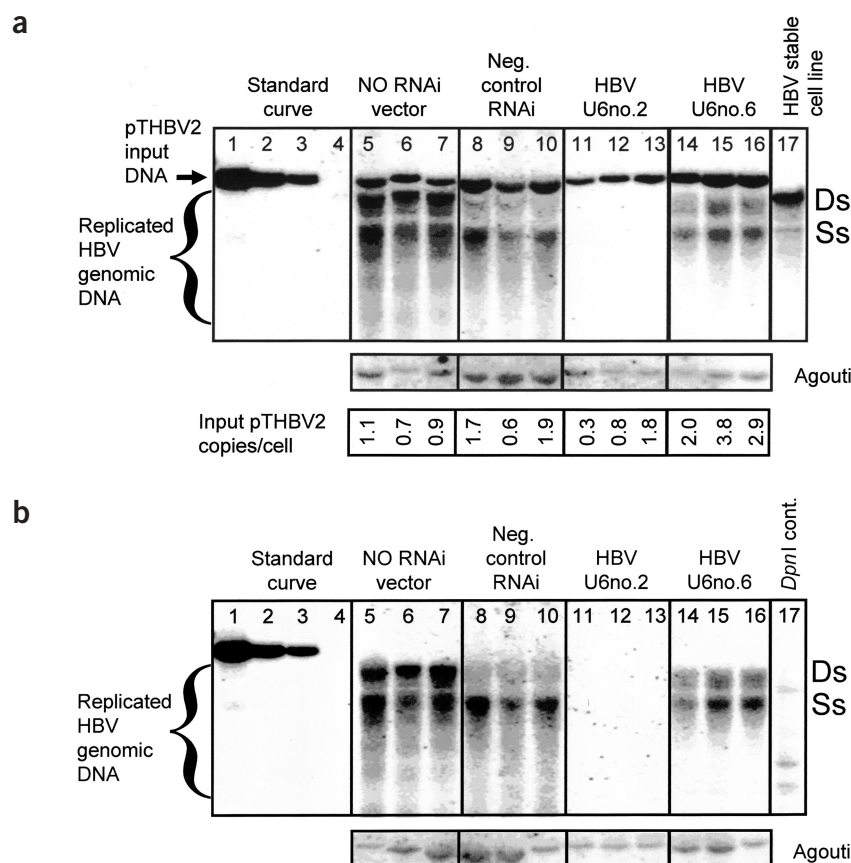 a
Standard curve
NO RNAi vector
Neg. control RNAi
HBV U6no.2
HBV U6no.6
HBV stable cell line
pTHBV2 input DNA
1 2 3 4 5 6 7 8 9 10 11 12 13 14 15 16 17
Ds
Ss
Replicated HBV genomic DNA
Agouti
Input pTHBV2 copies/cell
1.1 0.7 0.9 1.7 0.6 1.9 0.3 0.8 1.8 2.0 3.8 2.9
b
Standard curve
NO RNAi vector
Neg. control RNAi
HBV U6no.2
HBV U6no.6
DpnI cont.
1 2 3 4 5 6 7 8 9 10 11 12 13 14 15 16 17
Ds
Ss
Replicated HBV genomic DNA
Agouti